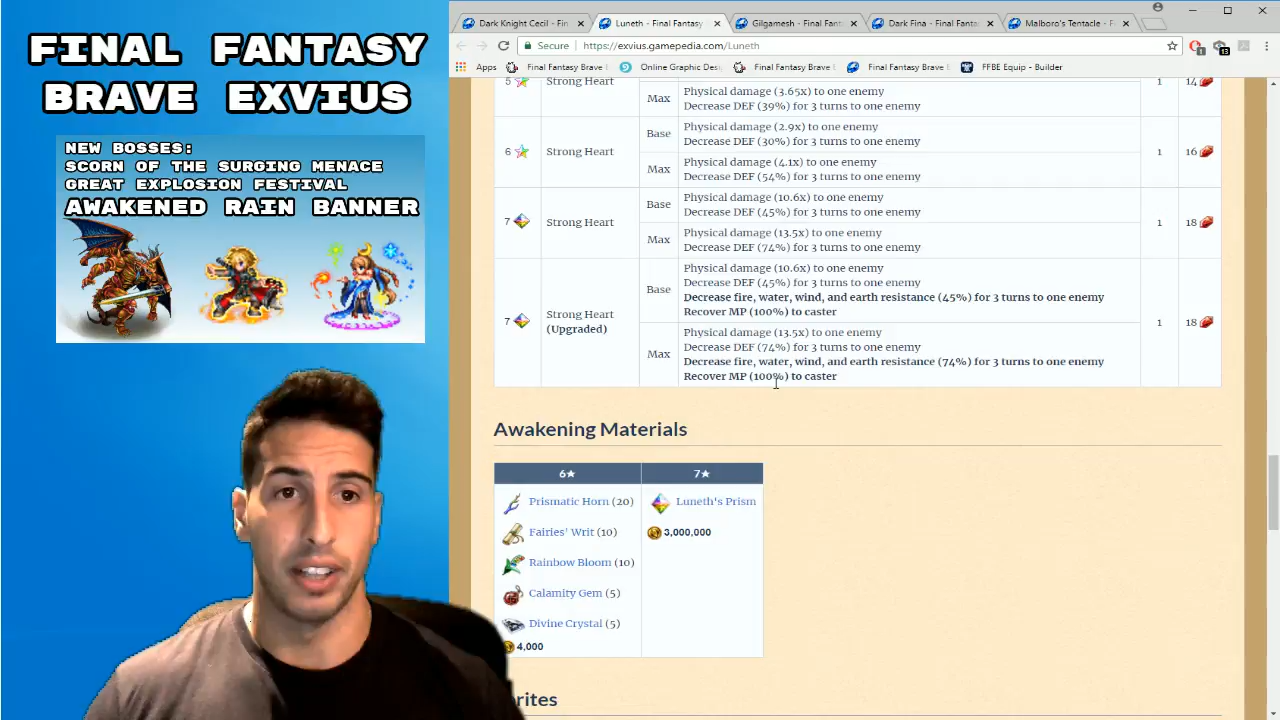 FINAL FANTASY
BRAVE EXVIUS
NEW BOSSES:
SCORN OF THE SURGING MENACE
GREAT EXPLOSION FESTIVAL
AWAKENED RAIN BANNER
Dark Knight Cecil - Fin
Luneth - Final Fantasy
Gilgamesh - Final Fant
Dark Fina - Final Fanta
Malboro's Tentacle - F
Secure
https://exvius.gamepedia.com/Luneth
Apps
Final Fantasy Brave
Online Graphic Des
Final Fantasy Brave
Final Fantasy Brave
FFBE Equip - Builder
5 Strong Heart 1 14
Max Physical damage (3.65x) to one enemy
Decrease DEF (39%) for 3 turns to one enemy
6 Strong Heart 1 16
Base Physical damage (2.9x) to one enemy
Decrease DEF (30%) for 3 turns to one enemy
Max Physical damage (4.1x) to one enemy
Decrease DEF (54%) for 3 turns to one enemy
7 Strong Heart 1 18
Base Physical damage (10.6x) to one enemy
Decrease DEF (45%) for 3 turns to one enemy
Max Physical damage (13.5x) to one enemy
Decrease DEF (74%) for 3 turns to one enemy
7 Strong Heart (Upgraded) 1 18
Base Physical damage (10.6x) to one enemy
Decrease DEF (45%) for 3 turns to one enemy
Decrease fire, water, wind, and earth resistance (45%) for 3 turns to one enemy
Recover MP (100%) to caster
Max Physical damage (13.5x) to one enemy
Decrease DEF (74%) for 3 turns to one enemy
Decrease fire, water, wind, and earth resistance (74%) for 3 turns to one enemy
Recover MP (100%) to caster
Awakening Materials
6★ 7★
Prismatic Horn (20) Luneth's Prism
Fairies' Writ (10) 3,000,000
Rainbow Bloom (10)
Calamity Gem (5)
Divine Crystal (5)
4,000
rites